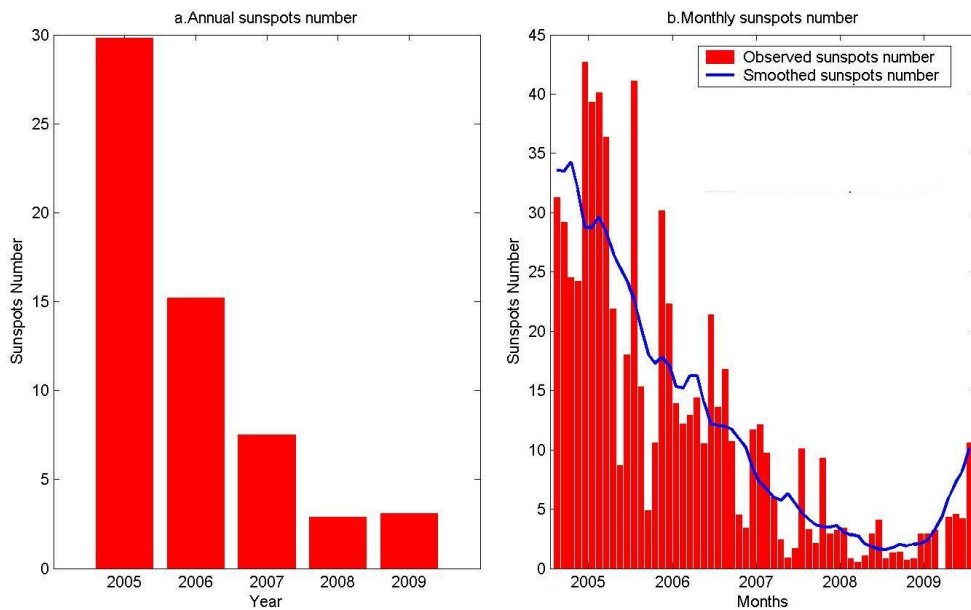 a.Annual sunspots number
30
25
20
15
10
5
0
Sunspots Number
2005 2006 2007 2008 2009
Year
b.Monthly sunspots number
Observed sunspots number
Smoothed sunspots number
45
40
35
30
25
20
15
10
5
0
Sunspots Number
2005 2006 2007 2008 2009
Months